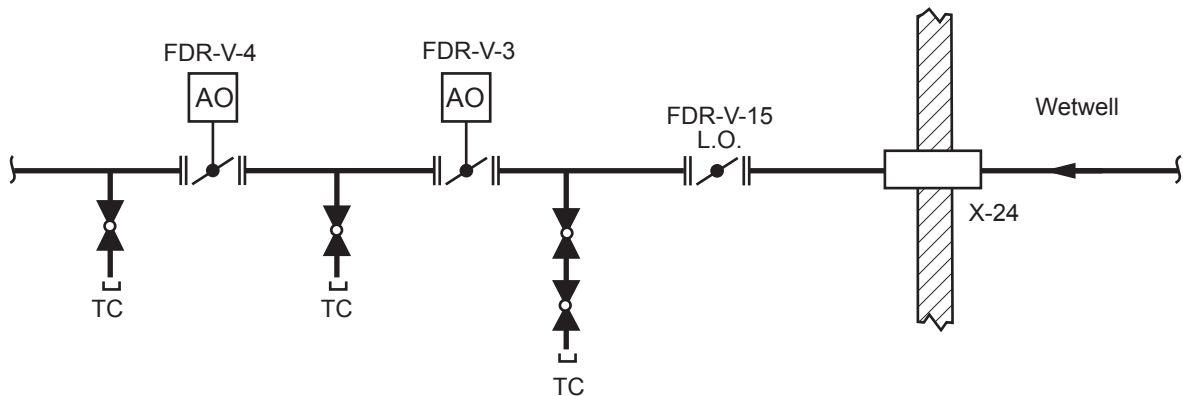 FDR-V-4
AO
FDR-V-3
AO
FDR-V-15
L.O.
Wetwell
X-24
TC
TC
TC